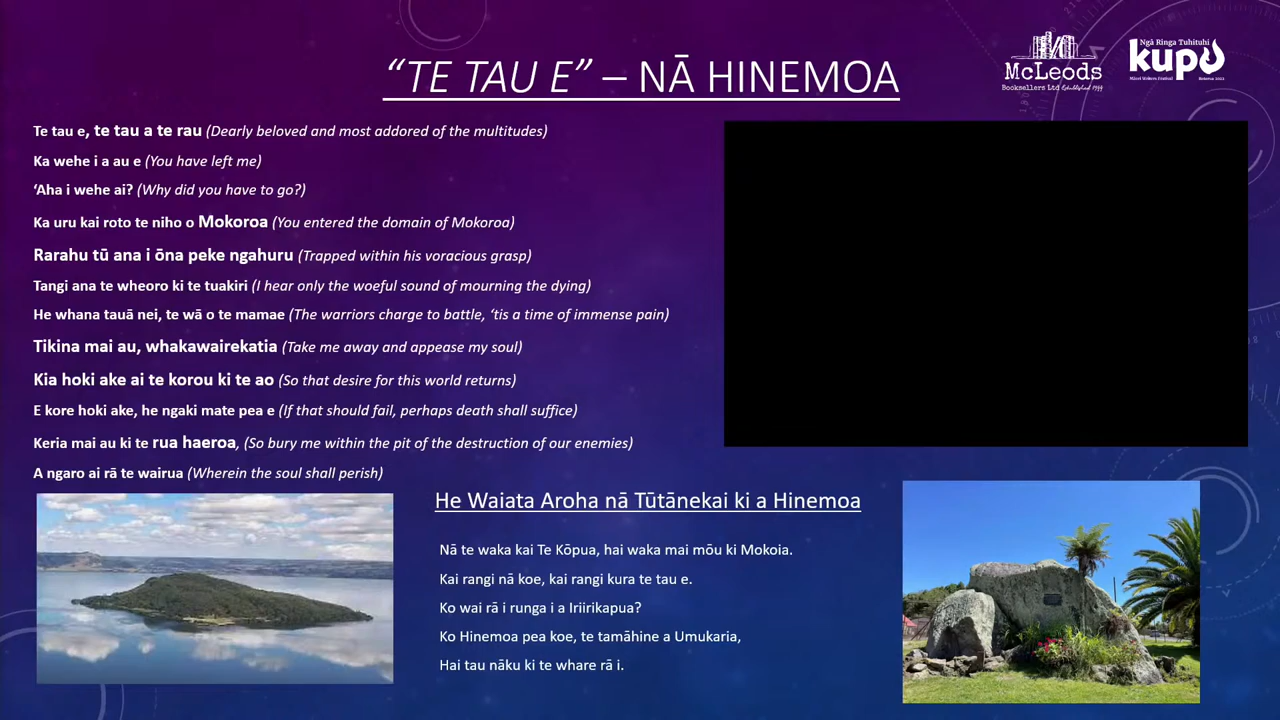 “TE TAU E” – NĀ HINEMOA
McLeods
Booksellers Ltd Established 1944
Ngā Ringa Tuhituhi
kupu
Māori Writers Festival
Rotorua 2022
Te tau e, te tau a te rau (Dearly beloved and most addored of the multitudes)
Ka wehe i a au e (You have left me)
‘Aha i wehe ai? (Why did you have to go?)
Ka uru kai roto te niho o Mokoroa (You entered the domain of Mokoroa)
Rarahu tū ana i ōna peke ngahuru (Trapped within his voracious grasp)
Tangi ana te wheoro ki te tuakiri (I hear only the woeful sound of mourning the dying)
He whana tauā nei, te wā o te mamae (The warriors charge to battle, ‘tis a time of immense pain)
Tikina mai au, whakawairekatia (Take me away and appease my soul)
Kia hoki ake ai te korou ki te ao (So that desire for this world returns)
E kore hoki ake, he ngaki mate pea e (If that should fail, perhaps death shall suffice)
Keria mai au ki te rua haeroa, (So bury me within the pit of the destruction of our enemies)
A ngaro ai rā te wairua (Wherein the soul shall perish)
He Waiata Aroha nā Tūtānekai ki a Hinemoa
Nā te waka kai Te Kōpua, hai waka mai mōu ki Mokoia.
Kai rangi nā koe, kai rangi kura te tau e.
Ko wai rā i runga i a Iriirikapua?
Ko Hinemoa pea koe, te tamāhine a Umukaria,
Hai tau nāku ki te whare rā i.